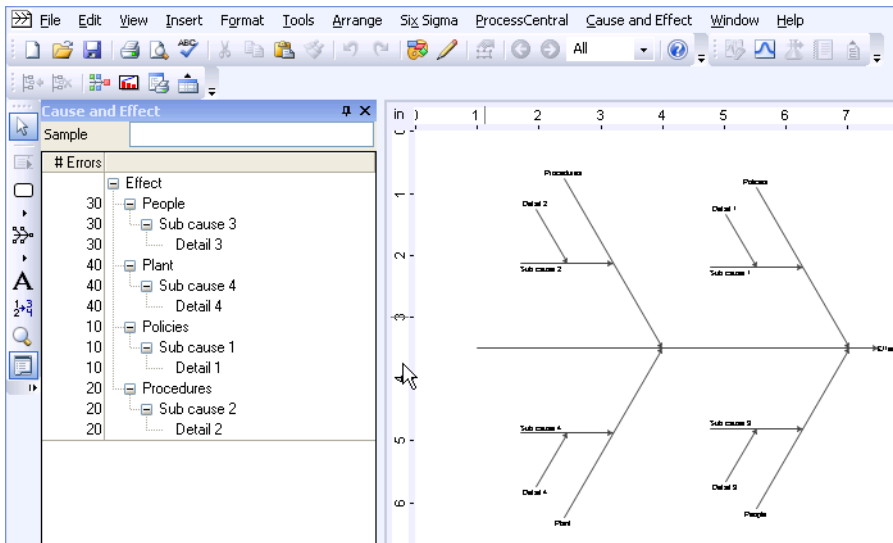 File Edit View Insert Format Tools Arrange Six Sigma ProcessCentral Cause and Effect Window Help
ABC
All
Cause and Effect
Sample
# Errors
Effect
30 People
30 Sub cause 3
30 Detail 3
40 Plant
40 Sub cause 4
40 Detail 4
10 Policies
10 Sub cause 1
10 Detail 1
20 Procedures
20 Sub cause 2
20 Detail 2
A
in 1 2 3 4 5 6 7
1
2
3
4
5
6
Procedures
Policies
Detail 2
Detail 1
Sub cause 2
Sub cause 1
Sub cause 4
Sub cause 3
Detail 4
Detail 3
Plant
People